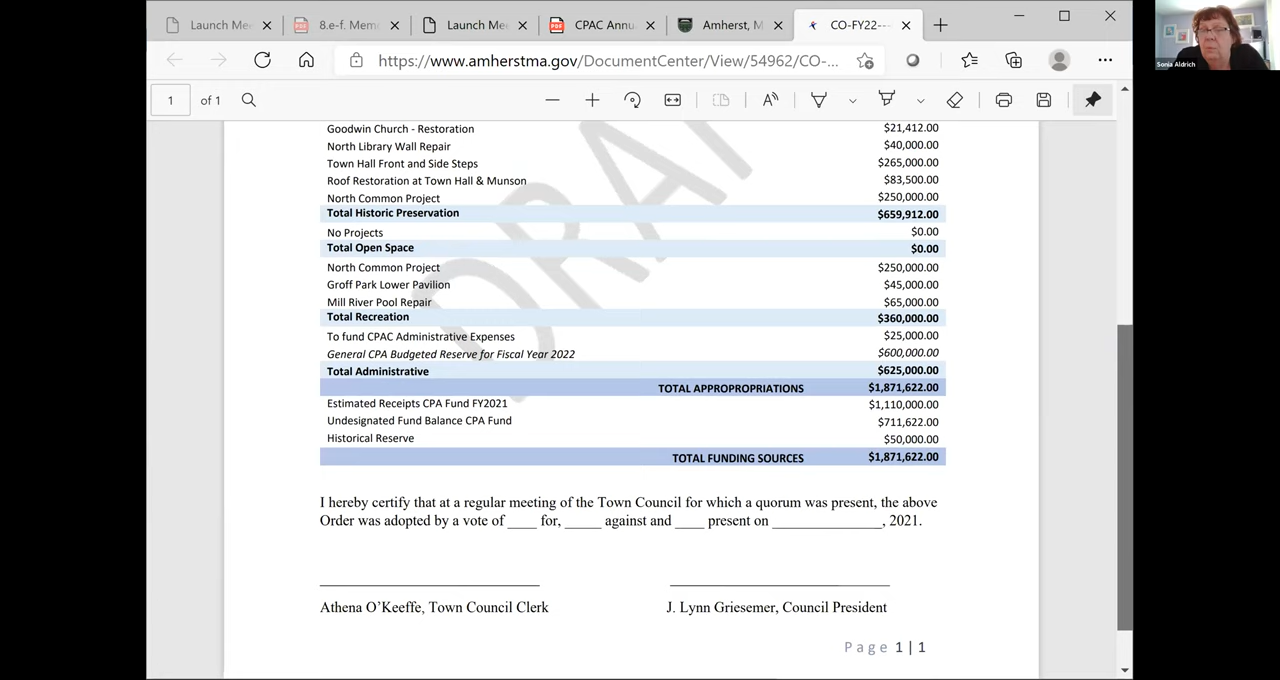 Launch Mee
8.e-f. Memo
Launch Mee
CPAC Annu
Amherst, M
CO-FY22---
https://www.amherstma.gov/DocumentCenter/View/54962/CO-...
1 of 1
Goodwin Church - Restoration $21,412.00
North Library Wall Repair $40,000.00
Town Hall Front and Side Steps $265,000.00
Roof Restoration at Town Hall & Munson $83,500.00
North Common Project $250,000.00
Total Historic Preservation $659,912.00
No Projects $0.00
Total Open Space $0.00
North Common Project $250,000.00
Groff Park Lower Pavilion $45,000.00
Mill River Pool Repair $65,000.00
Total Recreation $360,000.00
To fund CPAC Administrative Expenses $25,000.00
General CPA Budgeted Reserve for Fiscal Year 2022 $600,000.00
Total Administrative $625,000.00
TOTAL APPROPROPRIATIONS $1,871,622.00
Estimated Receipts CPA Fund FY2021 $1,110,000.00
Undesignated Fund Balance CPA Fund $711,622.00
Historical Reserve $50,000.00
TOTAL FUNDING SOURCES $1,871,622.00
I hereby certify that at a regular meeting of the Town Council for which a quorum was present, the above
Order was adopted by a vote of ____ for, _____ against and ____ present on ______________, 2021.
Athena O’Keeffe, Town Council Clerk
J. Lynn Griesemer, Council President
Page 1 | 1
DRA
Sonia Aldrich